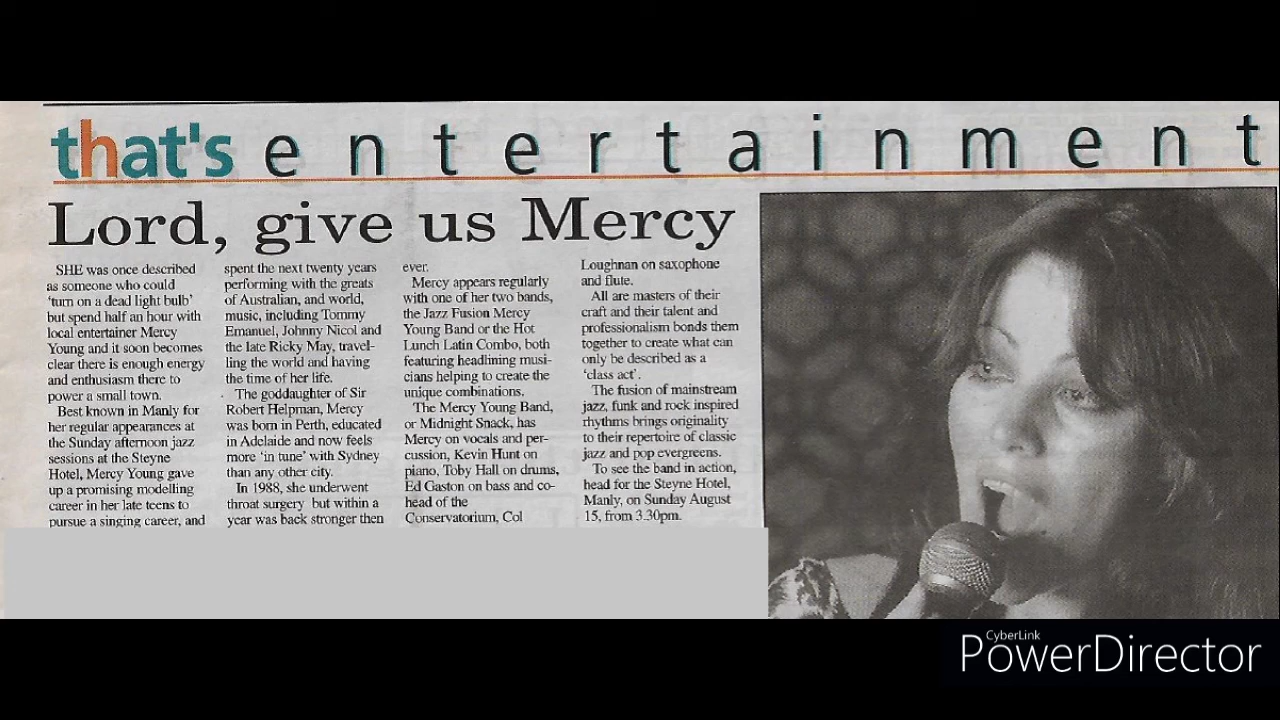 that's entertainment
Lord, give us Mercy
SHE was once described
as someone who could
'turn on a dead light bulb'
but spend half an hour with
local entertainer Mercy
Young and it soon becomes
clear there is enough energy
and enthusiasm there to
power a small town.
Best known in Manly for
her regular appearances at
the Sunday afternoon jazz
sessions at the Steyne
Hotel, Mercy Young gave
up a promising modelling
career in her late teens to
pursue a singing career, and
spent the next twenty years
performing with the greats
of Australian, and world,
music, including Tommy
Emanuel, Johnny Nicol and
the late Ricky May, travel-
ling the world and having
the time of her life.
The goddaughter of Sir
Robert Helpman, Mercy
was born in Perth, educated
in Adelaide and now feels
more 'in tune' with Sydney
than any other city.
In 1988, she underwent
throat surgery but within a
year was back stronger then
ever.
Mercy appears regularly
with one of her two bands,
the Jazz Fusion Mercy
Young Band or the Hot
Lunch Latin Combo, both
featuring headlining musi-
cians helping to create the
unique combinations.
The Mercy Young Band,
or Midnight Snack, has
Mercy on vocals and per-
cussion, Kevin Hunt on
piano, Toby Hall on drums,
Ed Gaston on bass and co-
head of the
Conservatorium, Col
Loughnan on saxophone
and flute.
All are masters of their
craft and their talent and
professionalism bonds them
together to create what can
only be described as a
'class act'.
The fusion of mainstream
jazz, funk and rock inspired
rhythms brings originality
to their repertoire of classic
jazz and pop evergreens.
To see the band in action,
head for the Steyne Hotel,
Manly, on Sunday August
15, from 3.30pm.
CyberLink
PowerDirector